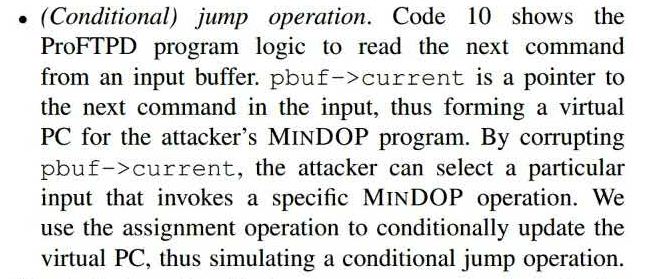 • (Conditional) jump operation. Code 10 shows the
ProFTPD program logic to read the next command
from an input buffer. pbuf->current is a pointer to
the next command in the input, thus forming a virtual
PC for the attacker's MINDOP program. By corrupting
pbuf->current, the attacker can select a particular
input that invokes a specific MINDOP operation. We
use the assignment operation to conditionally update the
virtual PC, thus simulating a conditional jump operation.